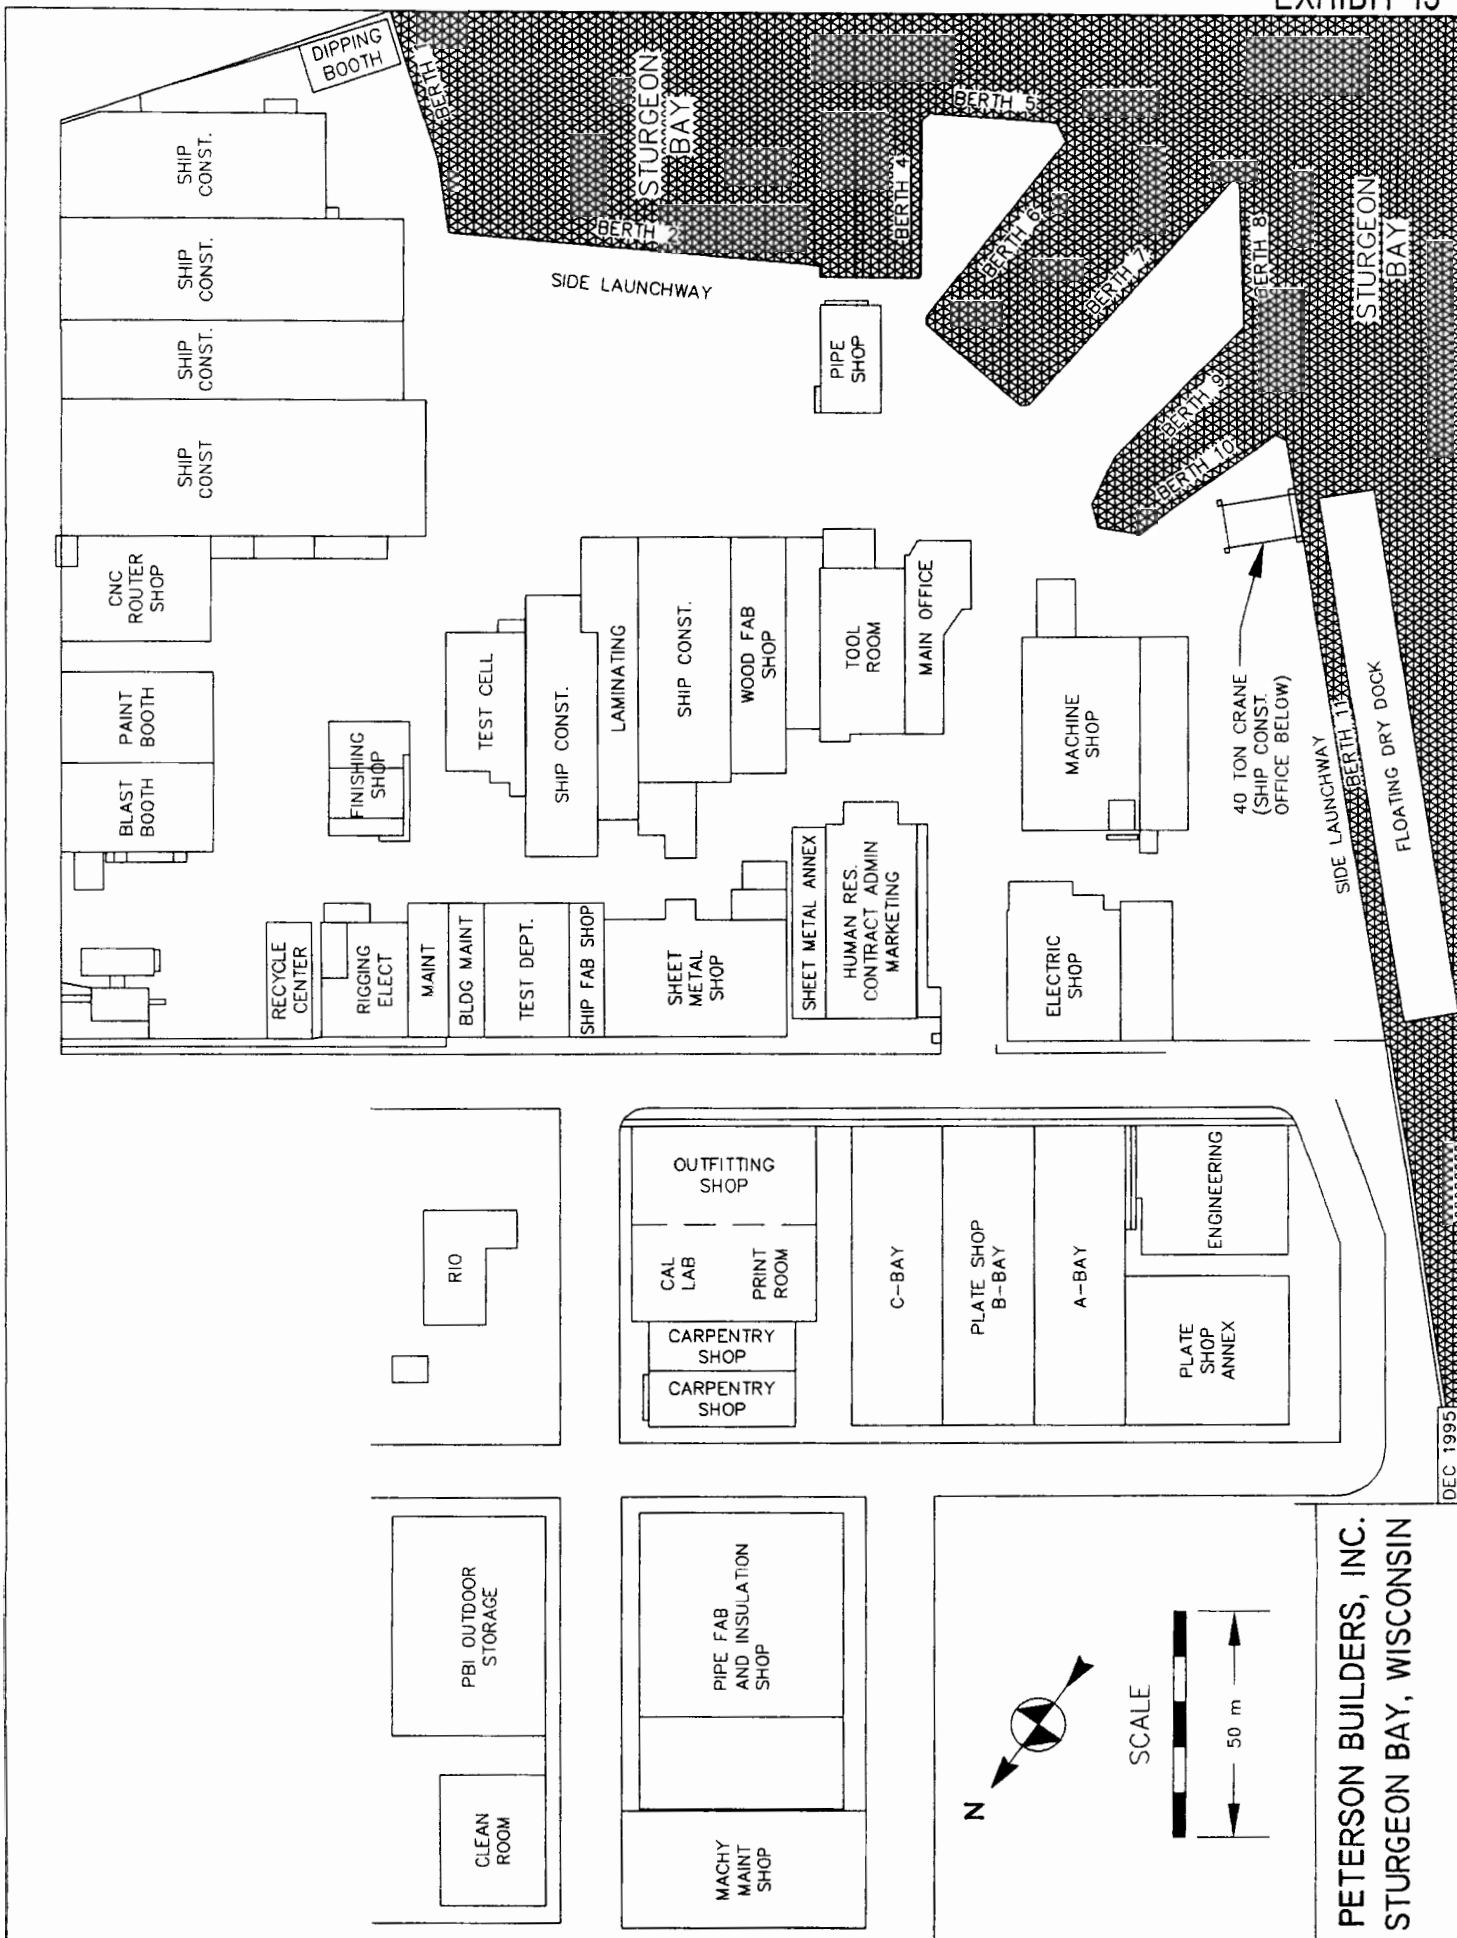 EXHIBIT 13
DIPPING
BOOTH
BERTH 1
STURGEON
BAY
BERTH 5
BERTH 4
BERTH 2
BERTH 6
BERTH 7
BERTH 8
STURGEON
BAY
BERTH 9
BERTH 10
SHIP
CONST.
SHIP
CONST.
SHIP
CONST.
SHIP
CONST
SIDE LAUNCHWAY
PIPE
SHOP
CNC
ROUTER
SHOP
PAINT
BOOTH
BLAST
BOOTH
FINISHING
SHOP
TEST CELL
SHIP CONST.
LAMINATING
SHIP CONST.
WOOD FAB
SHOP
TOOL
ROOM
MAIN OFFICE
MACHINE
SHOP
40 TON CRANE
(SHIP CONST.
OFFICE BELOW)
SIDE LAUNCHWAY
BERTH 11
FLOATING DRY DOCK
RECYCLE
CENTER
RIGGING
ELECT
MAINT
BLDG MAINT
TEST DEPT.
SHIP FAB SHOP
SHEET
METAL
SHOP
SHEET METAL ANNEX
HUMAN RES.
CONTRACT ADMIN
MARKETING
ELECTRIC
SHOP
RIO
OUTFITTING
SHOP
CAL
LAB
PRINT
ROOM
CARPENTRY
SHOP
CARPENTRY
SHOP
C-BAY
PLATE SHOP
B-BAY
A-BAY
ENGINEERING
PLATE
SHOP
ANNEX
PBI OUTDOOR
STORAGE
CLEAN
ROOM
PIPE FAB
AND INSULATION
SHOP
MACHY
MAINT
SHOP
N
SCALE
50 m
DEC 1995
PETERSON BUILDERS, INC.
STURGEON BAY, WISCONSIN